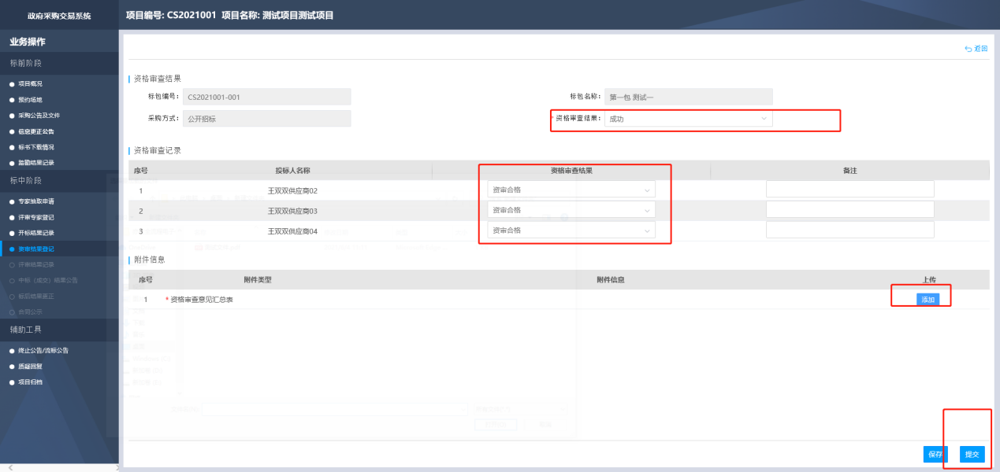 政府采购交易系统
项目编号: CS2021001 项目名称: 测试项目测试项目
业务操作
标前阶段
项目概况
预约场地
采购公告及文件
信息更正公告
标书下载情况
踏勘结果记录
标中阶段
专家抽取申请
评审专家登记
开标结果记录
资审结果登记
评审结果记录
中标（成交）结果公告
标后结果更正
合同公示
辅助工具
终止公告/流标公告
质疑回复
项目归档
返回
资格审查结果
标包编号: CS2021001-001 标包名称: 第一包 测试一
采购方式: 公开招标 *资格审查结果: 成功
资格审查记录
序号 投标人名称 资格审查结果 备注
1 王双双供应商02 资审合格
2 王双双供应商03 资审合格
3 王双双供应商04 资审合格
附件信息
序号 附件类型 附件信息 上传
1 * 资格审查意见汇总表 添加
保存 提交